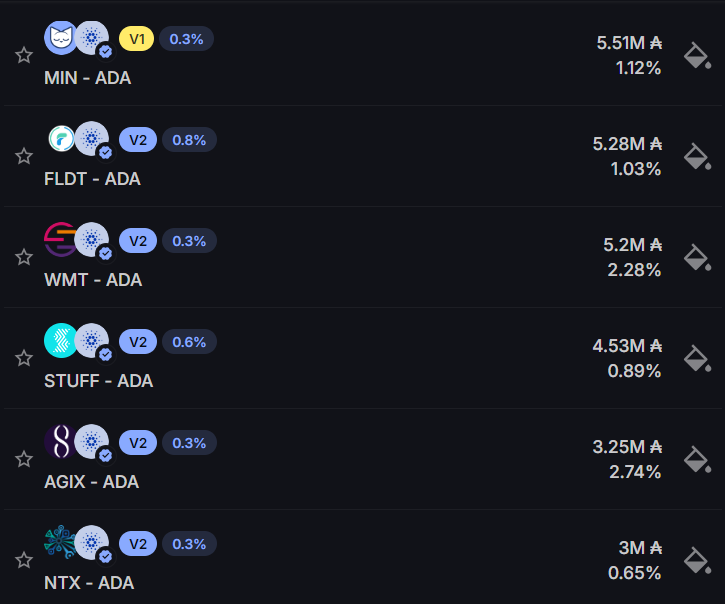 V1 0.3% 5.51M ₳
1.12%
MIN - ADA
V2 0.8% 5.28M ₳
1.03%
FLDT - ADA
V2 0.3% 5.2M ₳
2.28%
WMT - ADA
V2 0.6% 4.53M ₳
0.89%
STUFF - ADA
V2 0.3% 3.25M ₳
2.74%
AGIX - ADA
V2 0.3% 3M ₳
0.65%
NTX - ADA